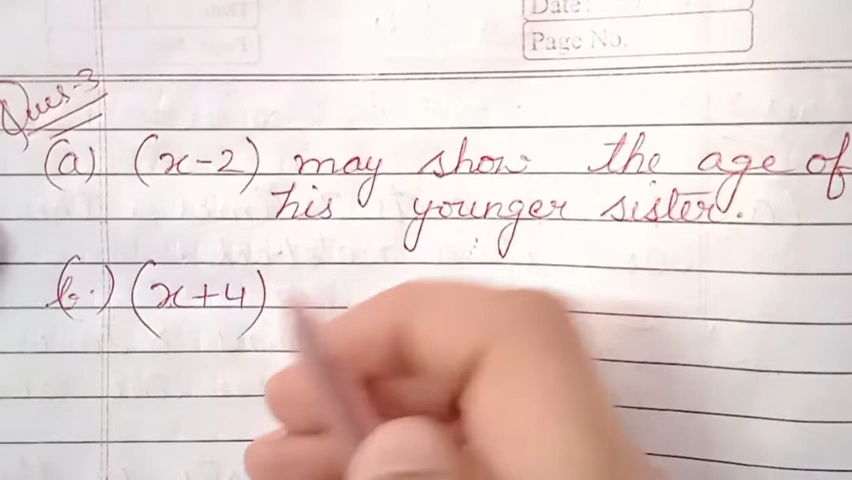 Date:
Page No.
Ques-3
(a) (x-2) may show the age of
his younger sister.
(b.) (x+4)